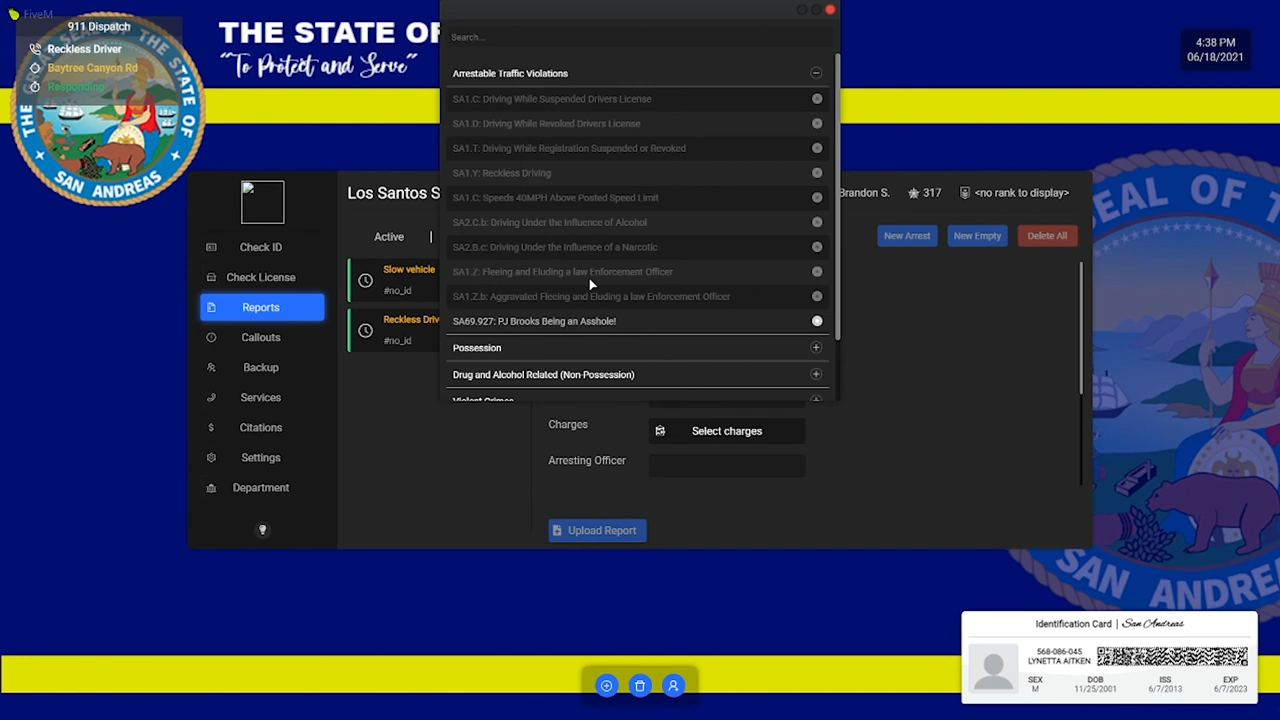 FiveM
911 Dispatch
Reckless Driver
Baytree Canyon Rd
Responding
THE STATE OF
"To Protect and Serve"
4:38 PM
06/18/2021
THE
STATE OF
SAN ANDREAS
SEAL OF
SAN ANDRE
Search...
Arrestable Traffic Violations
SA1.C: Driving While Suspended Drivers License
SA1.D: Driving While Revoked Drivers License
SA1.T: Driving While Registration Suspended or Revoked
SA1.Y: Reckless Driving
SA1.C: Speeds 40MPH Above Posted Speed Limit
SA2.C.b: Driving Under the Influence of Alcohol
SA2.B.c: Driving Under the Influence of a Narcotic
SA1.Z: Fleeing and Eluding a law Enforcement Officer
SA1.Z.b: Aggravated Fleeing and Eluding a law Enforcement Officer
SA69.927: PJ Brooks Being an Asshole!
Possession
Drug and Alcohol Related (Non-Possession)
Violent Crimes
Los Santos S
Brandon S.
317
<no rank to display>
Active
New Arrest
New Empty
Delete All
Slow vehicle
#no_id
Reckless Driv
#no_id
Check ID
Check License
Reports
Callouts
Backup
Services
Citations
Settings
Department
Charges
Select charges
Arresting Officer
Upload Report
Identification Card | San Andreas
568-086-045
LYNETTA AITKEN
SEX
M
DOB
11/25/2001
ISS
6/7/2013
EXP
6/7/2023